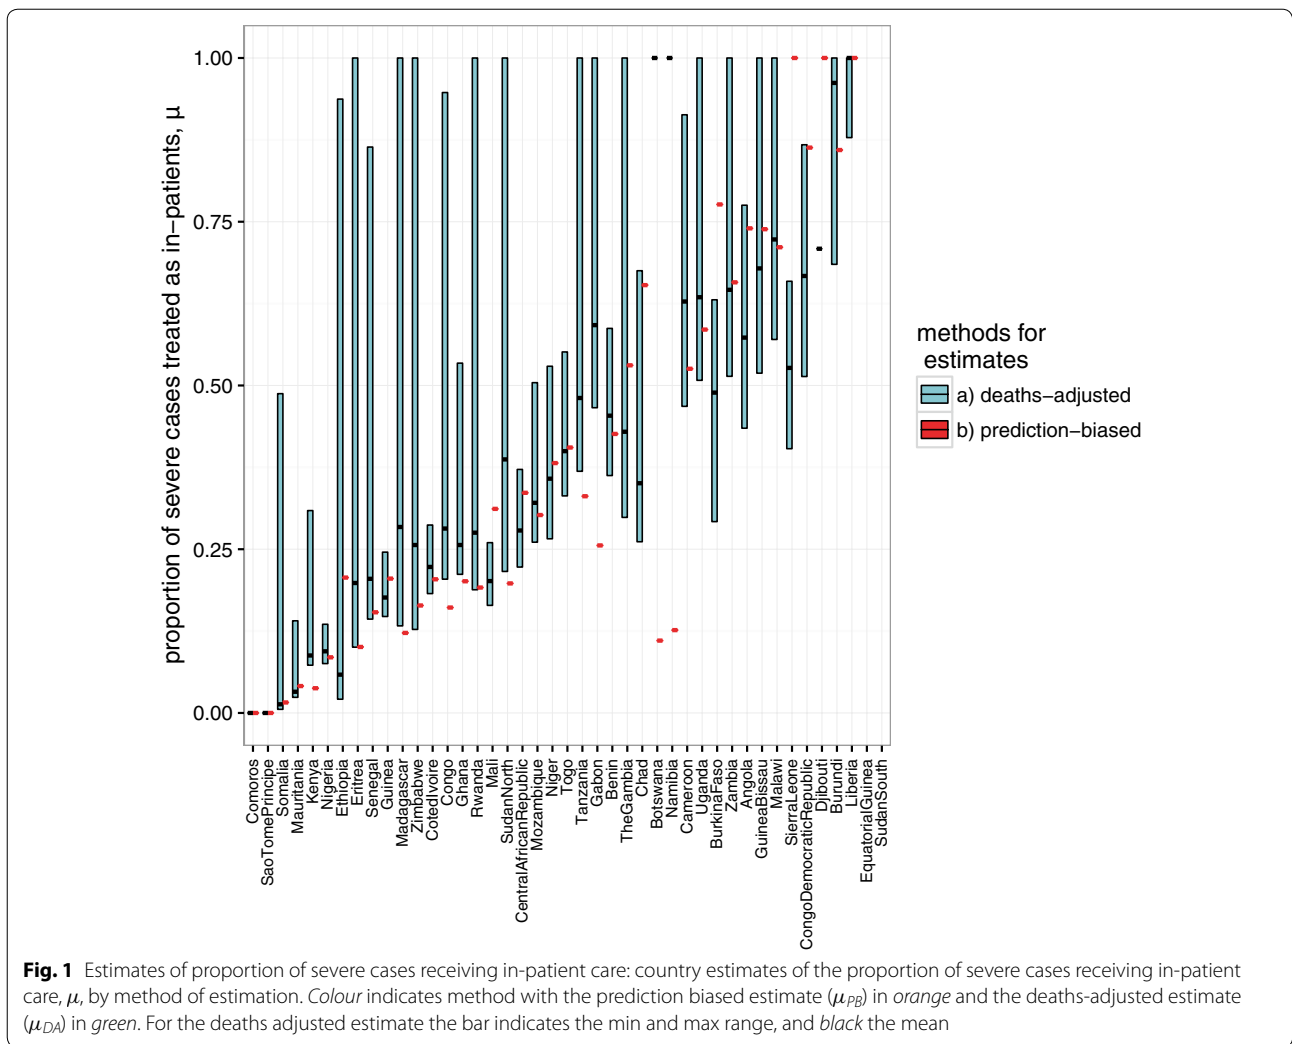 proportion of severe cases treated as in-patients, μ
1.00
0.75
0.50
0.25
0.00
Comoros
SaoTomePrincipe
Somalia
Mauritania
Kenya
Nigeria
Ethiopia
Eritrea
Senegal
Guinea
Madagascar
Zimbabwe
CotedIvoire
Congo
Ghana
Rwanda
Mali
SudanNorth
CentralAfricanRepublic
Mozambique
Niger
Togo
Tanzania
Gabon
Benin
TheGambia
Chad
Botswana
Namibia
Cameroon
Uganda
BurkinaFaso
Zambia
Angola
GuineaBissau
Malawi
SierraLeone
CongoDemocraticRepublic
Djibouti
Burundi
Liberia
EquatorialGuinea
SudanSouth
methods for
estimates
a) deaths-adjusted
b) prediction-biased
Fig. 1 Estimates of proportion of severe cases receiving in-patient care: country estimates of the proportion of severe cases receiving in-patient
care, μ, by method of estimation. Colour indicates method with the prediction biased estimate (μPB) in orange and the deaths-adjusted estimate
(μDA) in green. For the deaths adjusted estimate the bar indicates the min and max range, and black the mean